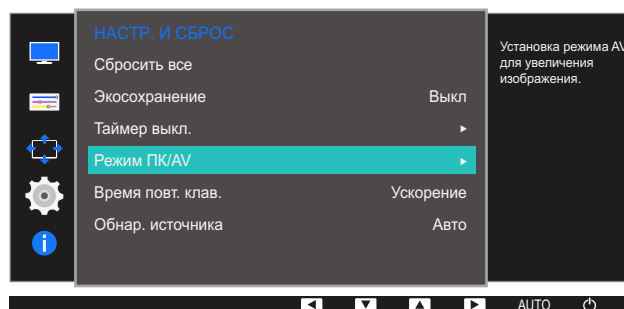 НАСТР. И СБРОС
Сбросить все
Экосохранение Выкл
Таймер выкл.
Режим ПК/AV
Время повт. клав. Ускорение
Обнар. источника Авто
Установка режима AV
для увеличения
изображения.
AUTO